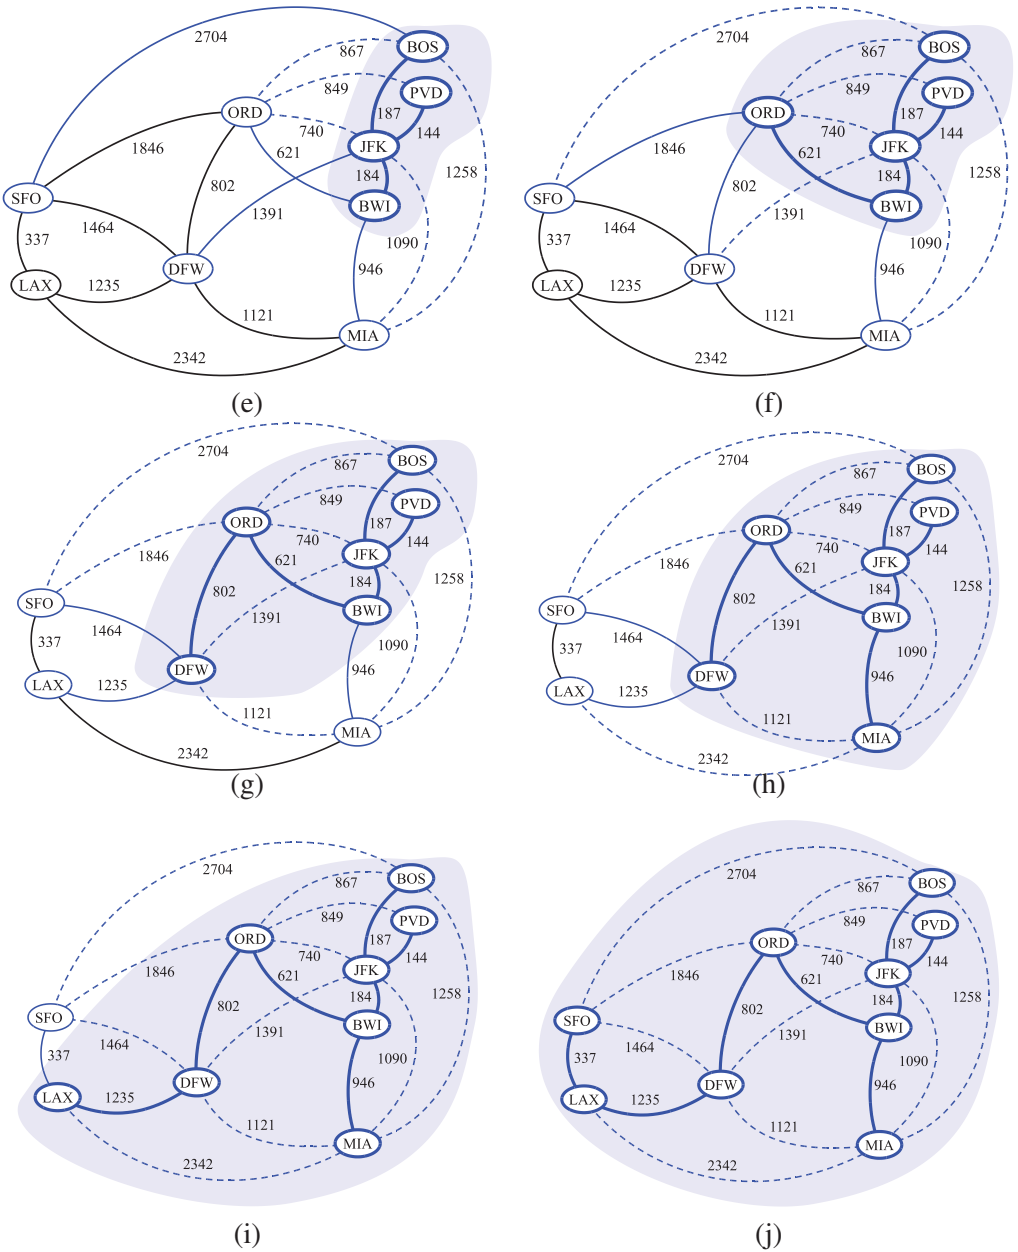 2704
BOS
867
849
PVD
ORD
187
144
740
JFK
1846
621
184
1258
802
SFO
1391
BWI
1464
337
1090
DFW
946
LAX
1235
1121
MIA
2342
(e)
2704
BOS
867
849
PVD
ORD
187
144
740
JFK
1846
621
184
1258
802
SFO
1391
BWI
1464
337
1090
DFW
946
LAX
1235
1121
MIA
2342
(f)
2704
BOS
867
849
PVD
ORD
187
144
740
JFK
1846
621
184
1258
802
SFO
1391
BWI
1464
337
1090
DFW
946
LAX
1235
1121
MIA
2342
(g)
2704
BOS
867
849
PVD
ORD
187
144
740
JFK
1846
621
184
1258
802
SFO
1391
BWI
1464
337
1090
DFW
946
LAX
1235
1121
MIA
2342
(h)
2704
BOS
867
849
PVD
ORD
187
144
740
JFK
1846
621
184
1258
802
SFO
1391
BWI
1464
337
1090
DFW
946
LAX
1235
1121
MIA
2342
(i)
2704
BOS
867
849
PVD
ORD
187
144
740
JFK
1846
621
184
1258
802
SFO
1391
BWI
1464
337
1090
DFW
946
LAX
1235
1121
MIA
2342
(j)